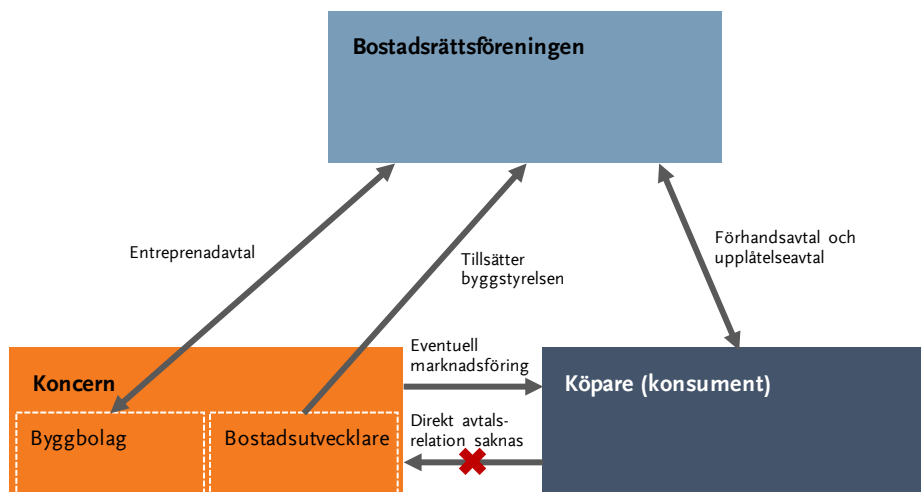 Bostadsrättsföreningen
Entreprenadavtal
Tillsätter
byggstyrelsen
Förhandsavtal och
upplåtelseavtal
Koncern
Byggbolag
Bostadsutvecklare
Eventuell
marknadsföring
Direkt avtals-
relation saknas
Köpare (konsument)